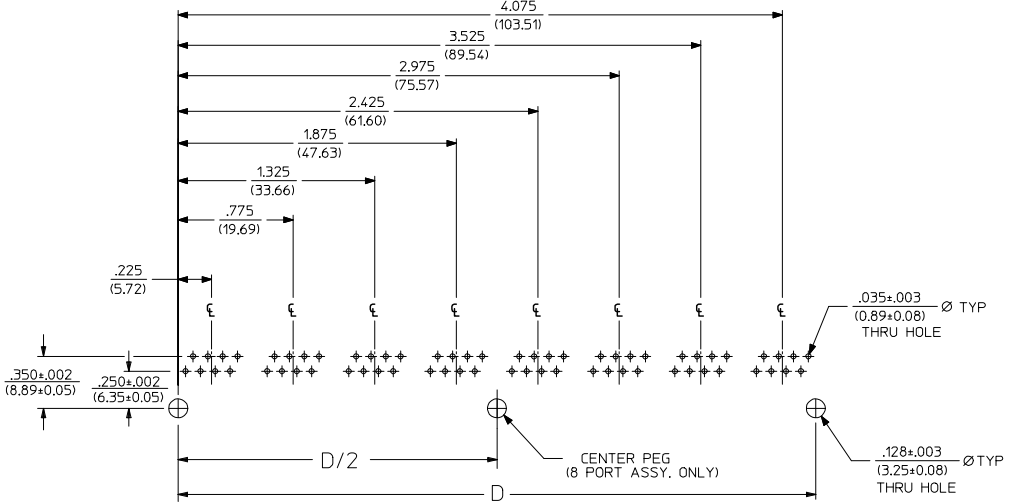 4.075
(103.51)
3.525
(89.54)
2.975
(75.57)
2.425
(61.60)
1.875
(47.63)
1.325
(33.66)
.775
(19.69)
.225
(5.72)
℄ ℄ ℄ ℄ ℄ ℄ ℄ ℄
.035±.003 Ø TYP
(0.89±0.08)
THRU HOLE
.350±.002
(8.89±0.05)
.250±.002
(6.35±0.05)
D/2
CENTER PEG
(8 PORT ASSY. ONLY)
.128±.003 Ø TYP
(3.25±0.08)
THRU HOLE
D